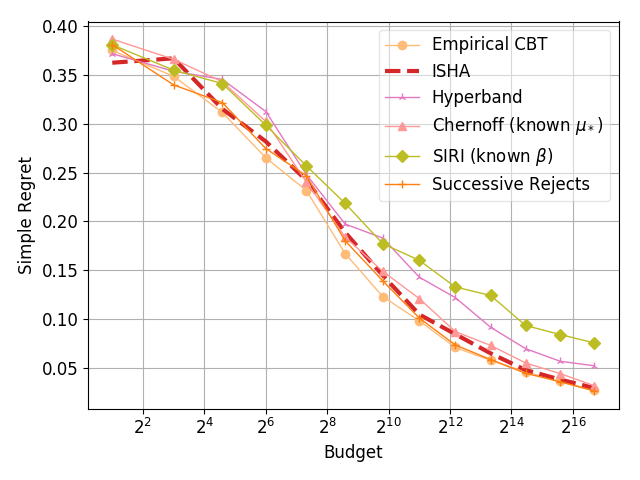 0.40
0.35
0.30
0.25
0.20
0.15
0.10
0.05
Simple Regret
Empirical CBT
ISHA
Hyperband
Chernoff (known μ*)
SIRI (known β)
Successive Rejects
2^2 2^4 2^6 2^8 2^10 2^12 2^14 2^16
Budget